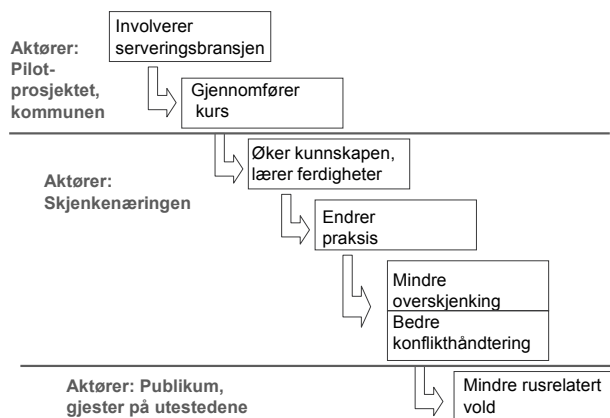 Involverer
serveringsbransjen
Aktører:
Pilot-
prosjektet,
kommunen
Gjennomfører
kurs
Øker kunnskapen,
lærer ferdigheter
Aktører:
Skjenkenæringen
Endrer
praksis
Mindre
overskjenking
Bedre
konflikthåndtering
Aktører: Publikum,
gjester på utestedene
Mindre rusrelatert
vold